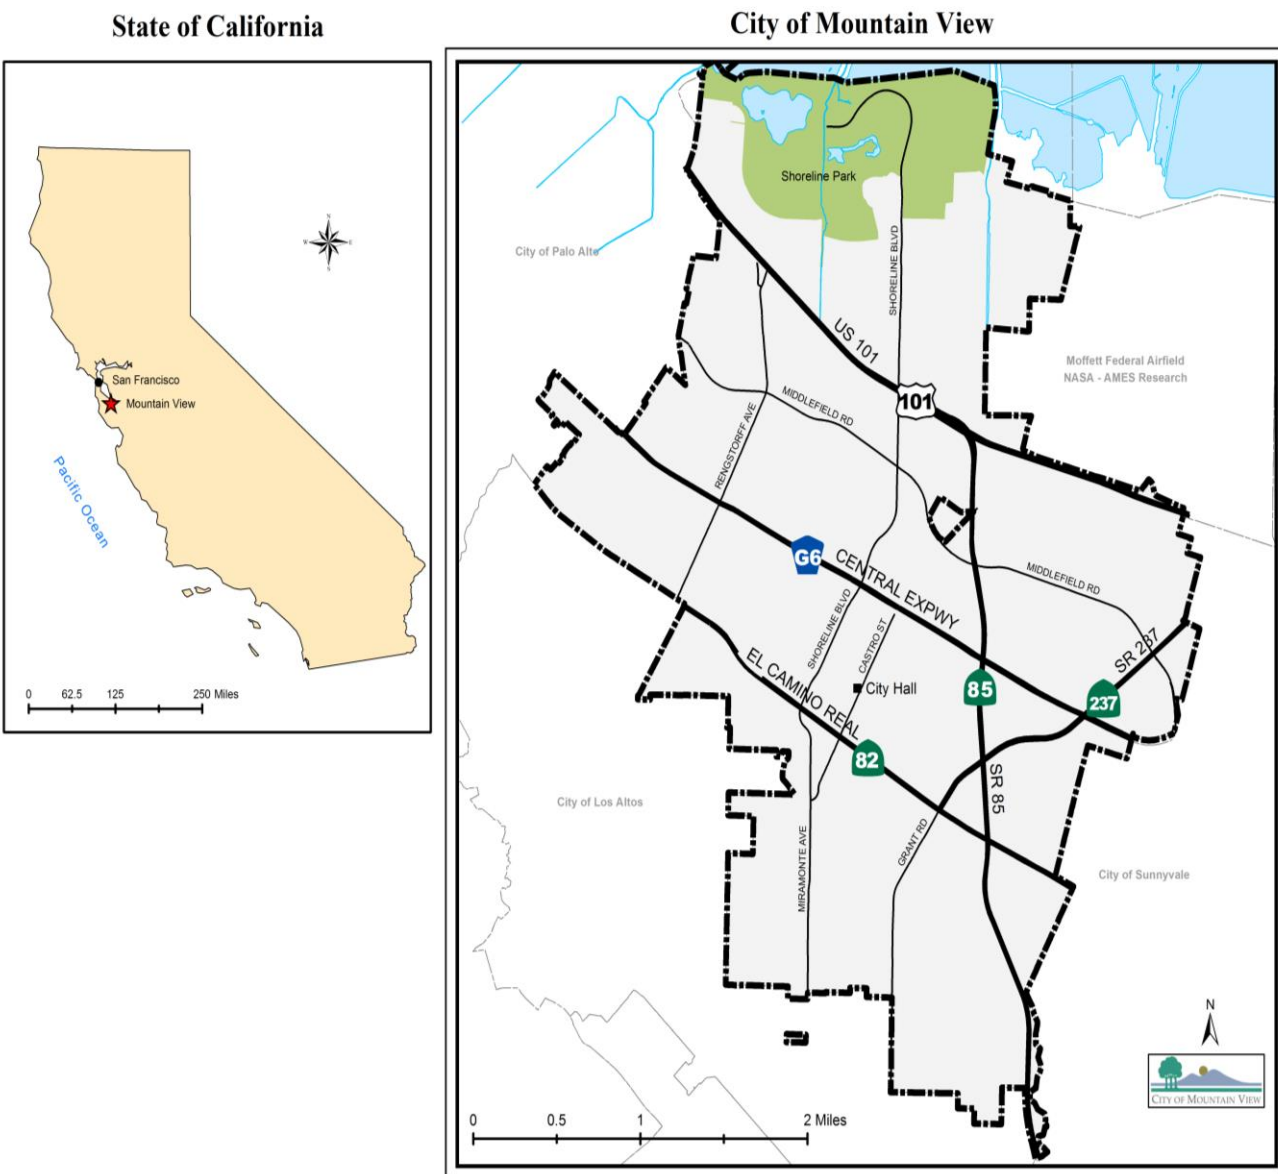 State of California
City of Mountain View
N
W
E
S
San Francisco
Mountain View
Pacific Ocean
0 62.5 125 250 Miles
Shoreline Park
City of Palo Alto
SHORELINE BLVD
US 101
101
Moffett Federal Airfield
NASA - AMES Research
MIDDLEFIELD RD
RENGSTORFF AVE
G6
CENTRAL EXPWY
MIDDLEFIELD RD
SHORELINE BLVD
CASTRO ST
SR 237
EL CAMINO REAL
City Hall
85
237
82
SR 85
City of Los Altos
MIRAMONTE AVE
GRANT RD
City of Sunnyvale
N
CITY OF MOUNTAIN VIEW
0 0.5 1 2 Miles